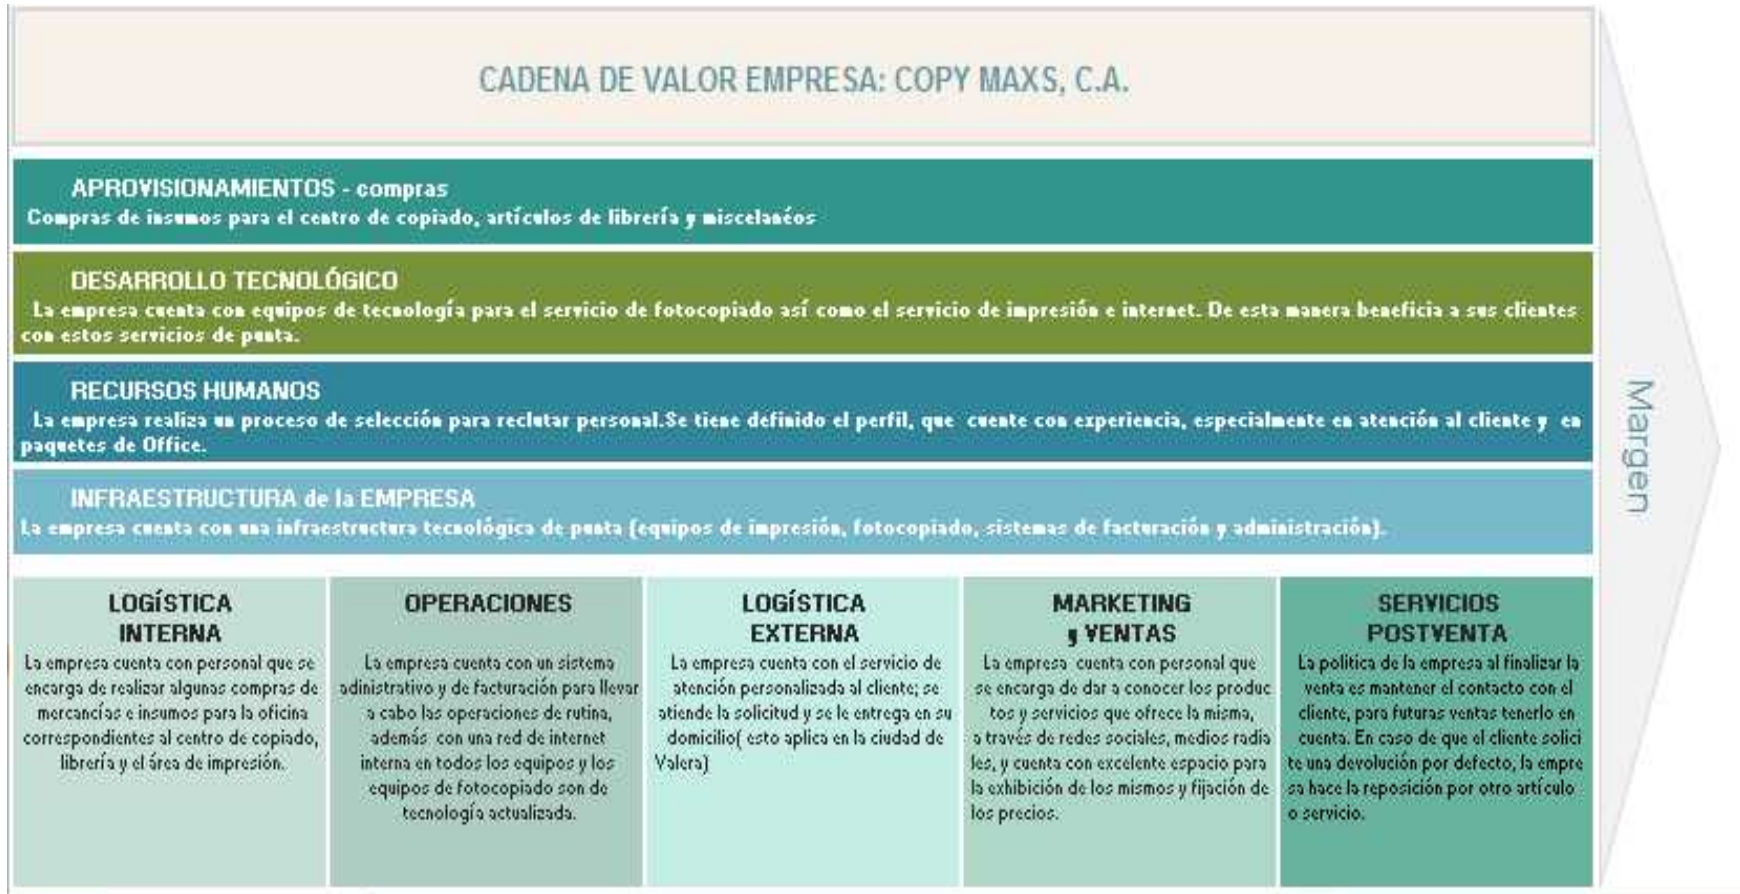 CADENA DE VALOR EMPRESA: COPY MAXS, C.A.
APROVISIONAMIENTOS - compras
Compras de insumos para el centro de copiado, artículos de librería y miscelanéos
DESARROLLO TECNOLÓGICO
La empresa cuenta con equipos de tecnología para el servicio de fotocopiado así como el servicio de impresión e internet. De esta manera beneficia a sus clientes
con estos servicios de punta.
RECURSOS HUMANOS
La empresa realiza un proceso de selección para reclutar personal.Se tiene definido el perfil, que cuente con experiencia, especialmente en atención al cliente y en
paquetes de Office.
INFRAESTRUCTURA de la EMPRESA
La empresa cuenta con una infraestructura tecnológica de punta (equipos de impresión, fotocopiado, sistemas de facturación y administración).
Margen
LOGÍSTICA
INTERNA
La empresa cuenta con personal que se
encarga de realizar algunas compras de
mercancías e insumos para la oficina
correspondientes al centro de copiado,
librería y el área de impresión.
OPERACIONES
La empresa cuenta con un sistema
adinistrativo y de facturación para llevar
a cabo las operaciones de rutina,
además con una red de internet
interna en todos los equipos y los
equipos de fotocopiado son de
tecnología actualizada.
LOGÍSTICA
EXTERNA
La empresa cuenta con el servicio de
atención personalizada al cliente; se
atiende la solicitud y se le entrega en su
domicilio( esto aplica en la ciudad de
Valera)
MARKETING
y VENTAS
La empresa cuenta con personal que
se encarga de dar a conocer los produc
tos y servicios que ofrece la misma,
a través de redes sociales, medios radia
les, y cuenta con excelente espacio para
la exhibición de los mismos y fijación de
los precios.
SERVICIOS
POSTVENTA
La política de la empresa al finalizar la
venta es mantener el contacto con el
cliente, para futuras ventas tenerlo en
cuenta. En caso de que el cliente solici
te una devolución por defecto, la empre
sa hace la reposición por otro artículo
o servicio.